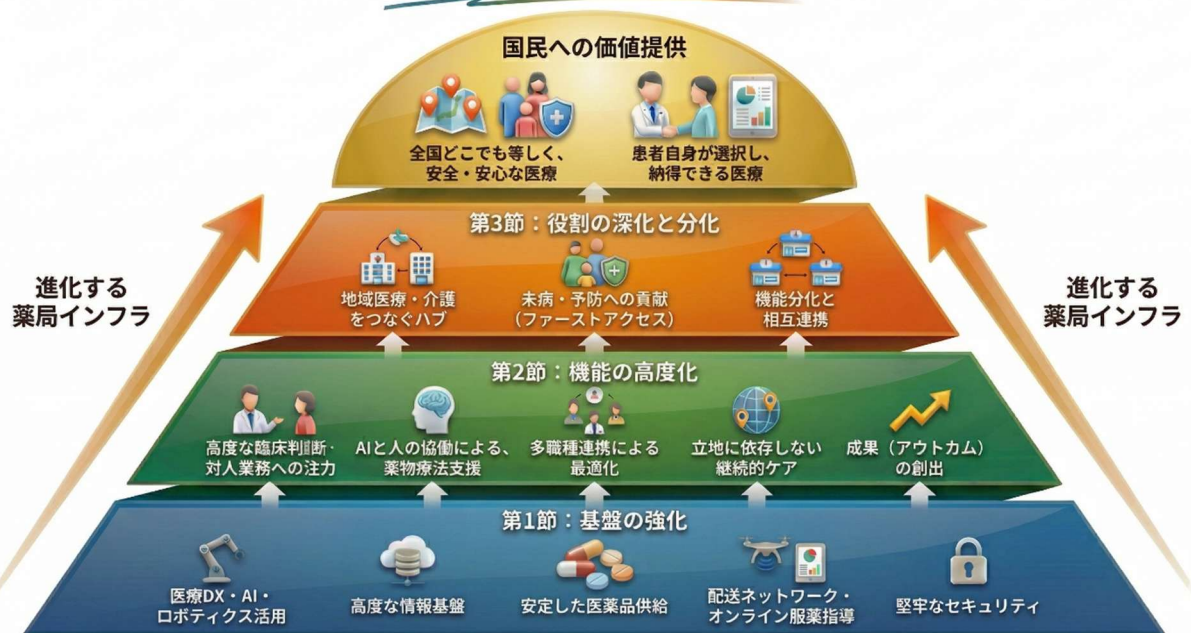 国民への価値提供
全国どこでも等しく、
安全・安心な医療
患者自身が選択し、
納得できる医療
第3節：役割の深化と分化
地域医療・介護
をつなぐハブ
未病・予防への貢献
（ファーストアクセス）
機能分化と
相互連携
進化する
薬局インフラ
進化する
薬局インフラ
第2節：機能の高度化
高度な臨床判断・
対人業務への注力
AIと人の協働による、
薬物療法支援
多職種連携による
最適化
立地に依存しない
継続的ケア
成果（アウトカム）
の創出
第1節：基盤の強化
医療DX・AI・
ロボティクス活用
高度な情報基盤
安定した医薬品供給
配送ネットワーク・
オンライン服薬指導
堅牢なセキュリティ